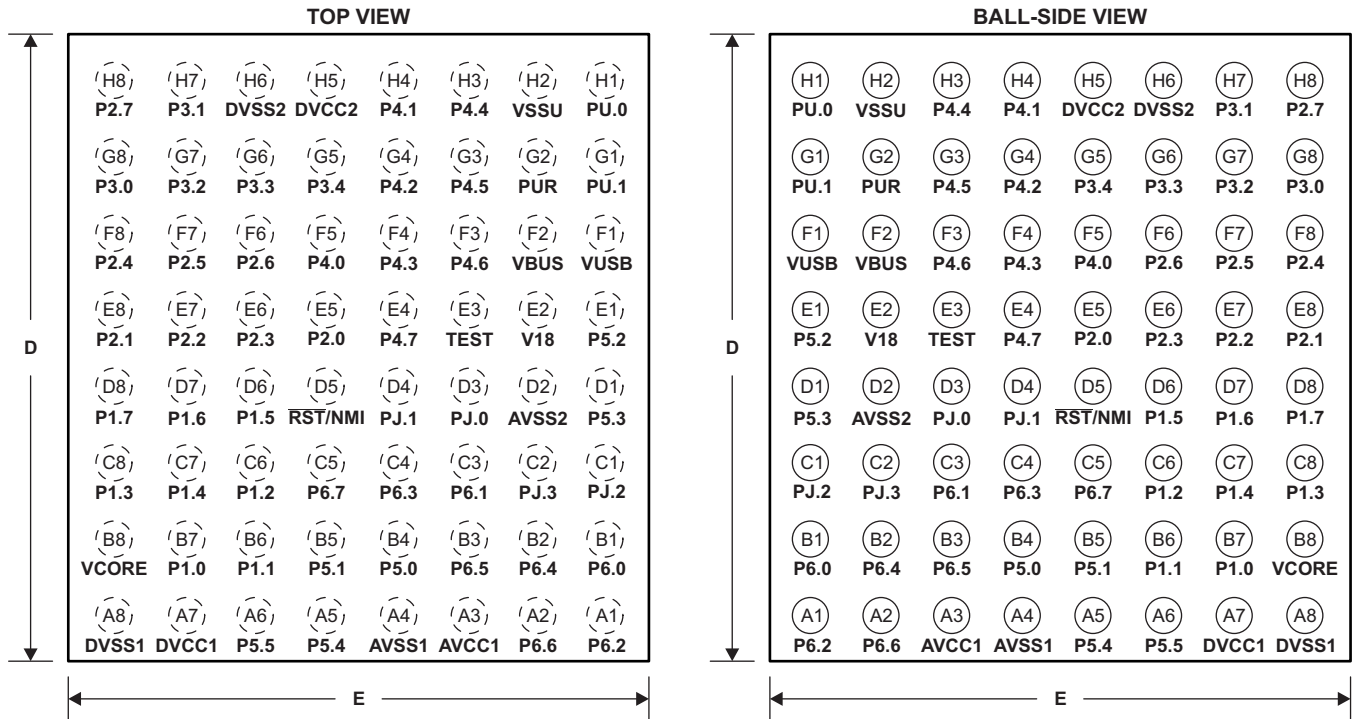 TOP VIEW BALL-SIDE VIEW
H8 H7 H6 H5 H4 H3 H2 H1 H1 H2 H3 H4 H5 H6 H7 H8
P2.7 P3.1 DVSS2 DVCC2 P4.1 P4.4 VSSU PU.0 PU.0 VSSU P4.4 P4.1 DVCC2 DVSS2 P3.1 P2.7
G8 G7 G6 G5 G4 G3 G2 G1 G1 G2 G3 G4 G5 G6 G7 G8
P3.0 P3.2 P3.3 P3.4 P4.2 P4.5 PUR PU.1 PU.1 PUR P4.5 P4.2 P3.4 P3.3 P3.2 P3.0
F8 F7 F6 F5 F4 F3 F2 F1 F1 F2 F3 F4 F5 F6 F7 F8
P2.4 P2.5 P2.6 P4.0 P4.3 P4.6 VBUS VUSB VUSB VBUS P4.6 P4.3 P4.0 P2.6 P2.5 P2.4
E8 E7 E6 E5 E4 E3 E2 E1 E1 E2 E3 E4 E5 E6 E7 E8
P2.1 P2.2 P2.3 P2.0 P4.7 TEST V18 P5.2 P5.2 V18 TEST P4.7 P2.0 P2.3 P2.2 P2.1
D D
D8 D7 D6 D5 D4 D3 D2 D1 D1 D2 D3 D4 D5 D6 D7 D8
P1.7 P1.6 P1.5 RST/NMI PJ.1 PJ.0 AVSS2 P5.3 P5.3 AVSS2 PJ.0 PJ.1 RST/NMI P1.5 P1.6 P1.7
C8 C7 C6 C5 C4 C3 C2 C1 C1 C2 C3 C4 C5 C6 C7 C8
P1.3 P1.4 P1.2 P6.7 P6.3 P6.1 PJ.3 PJ.2 PJ.2 PJ.3 P6.1 P6.3 P6.7 P1.2 P1.4 P1.3
B8 B7 B6 B5 B4 B3 B2 B1 B1 B2 B3 B4 B5 B6 B7 B8
VCORE P1.0 P1.1 P5.1 P5.0 P6.5 P6.4 P6.0 P6.0 P6.4 P6.5 P5.0 P5.1 P1.1 P1.0 VCORE
A8 A7 A6 A5 A4 A3 A2 A1 A1 A2 A3 A4 A5 A6 A7 A8
DVSS1 DVCC1 P5.5 P5.4 AVSS1 AVCC1 P6.6 P6.2 P6.2 P6.6 AVCC1 AVSS1 P5.4 P5.5 DVCC1 DVSS1
E E